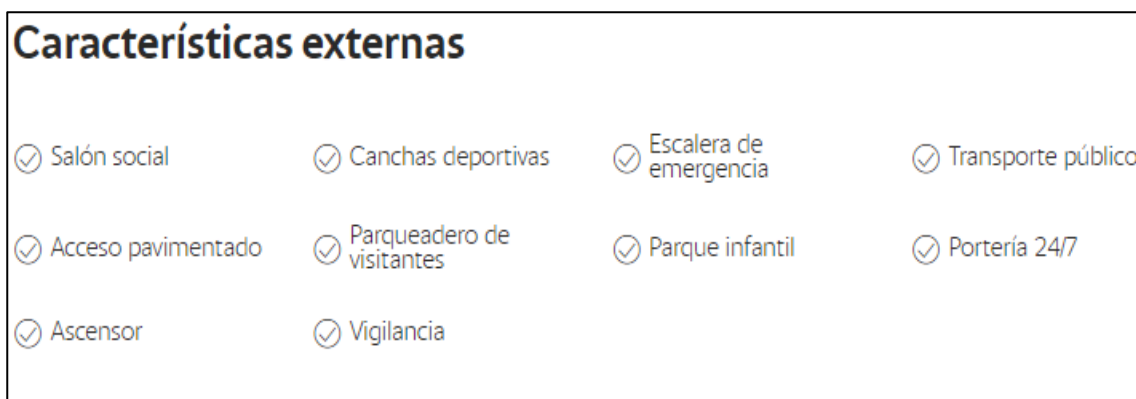 Características externas
Salón social
Canchas deportivas
Escalera de
emergencia
Transporte público
Acceso pavimentado
Parqueadero de
visitantes
Parque infantil
Portería 24/7
Ascensor
Vigilancia